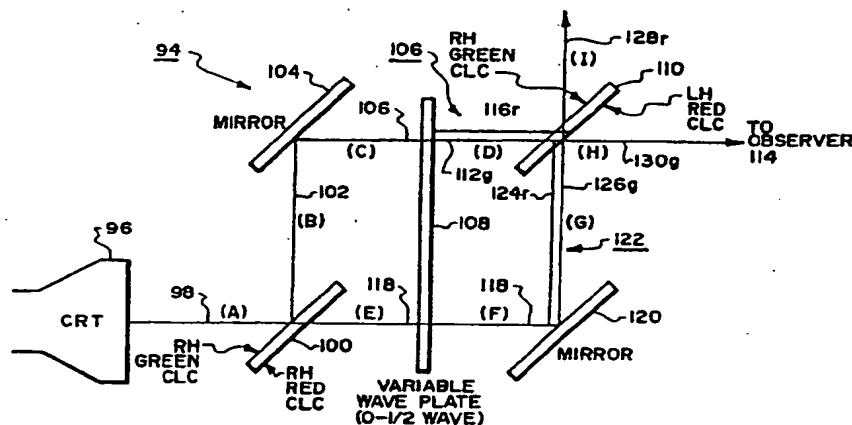 94
104
MIRROR
106
(C)
106
116r
(D)
112g
RH
GREEN
CLC
128r
(I)
110
LH
RED
CLC
(H)
130g
TO
OBSERVER
114
124r
126g
(G)
122
102
(B)
108
96
CRT
98
(A)
RH
GREEN
CLC
RH
RED
CLC
100
118
(E)
118
(F)
120
MIRROR
VARIABLE
WAVE PLATE
(0-1/2 WAVE)